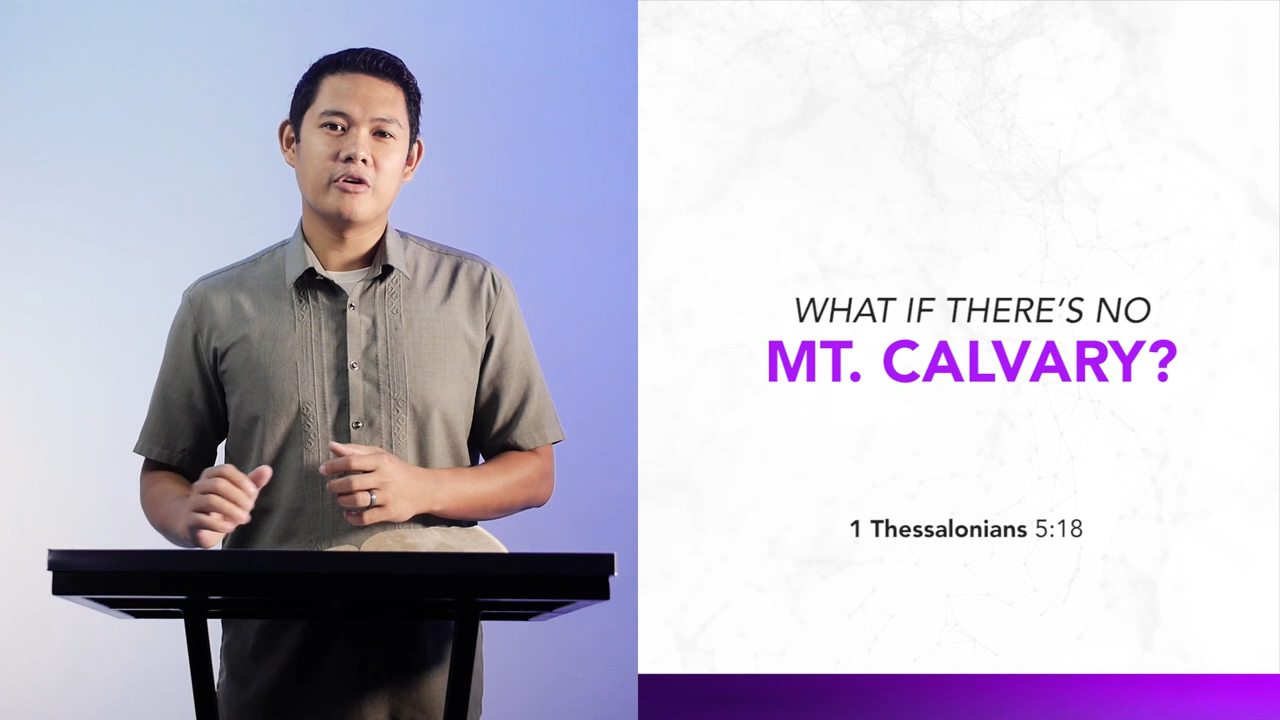 WHAT IF THERE'S NO
MT. CALVARY?
1 Thessalonians 5:18